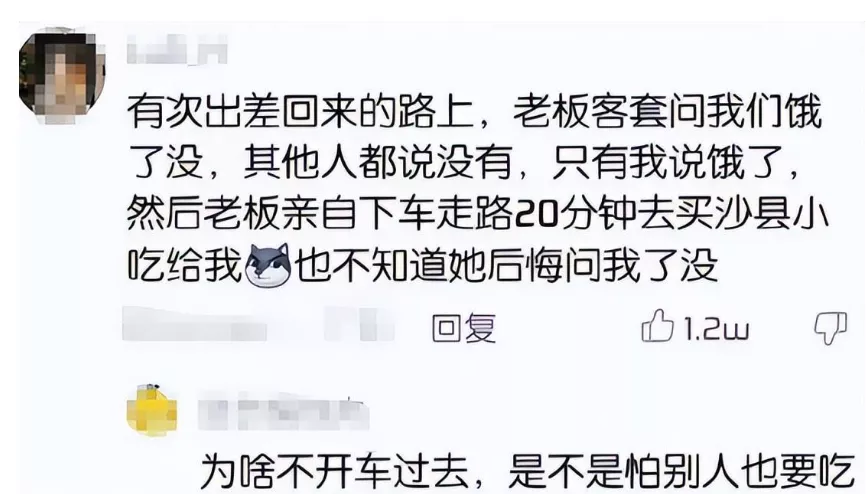 有次出差回来的路上，老板客套问我们饿
了没，其他人都说没有，只有我说饿了，
然后老板亲自下车走路20分钟去买沙县小
吃给我也不知道她后悔问我了没
回复 1.2w
为啥不开车过去，是不是怕别人也要吃